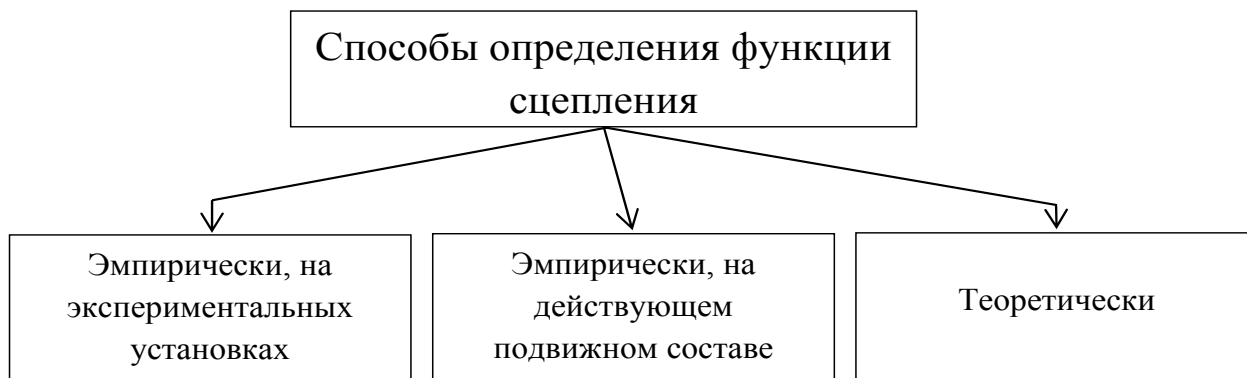 Способы определения функции
сцепления
Эмпирически, на
экспериментальных
установках
Эмпирически, на
действующем
подвижном составе
Теоретически